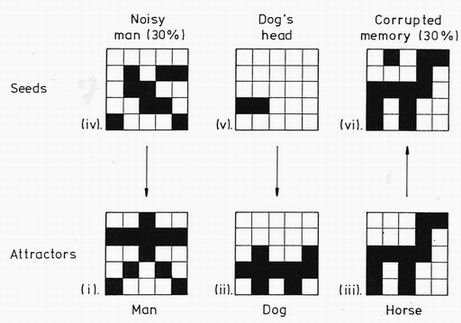 Noisy
man (30%)
Dog's
head
Corrupted
memory (30%)
Seeds
(iv).
(v).
(vi).
Attractors
(i).
(ii).
(iii).
Man
Dog
Horse